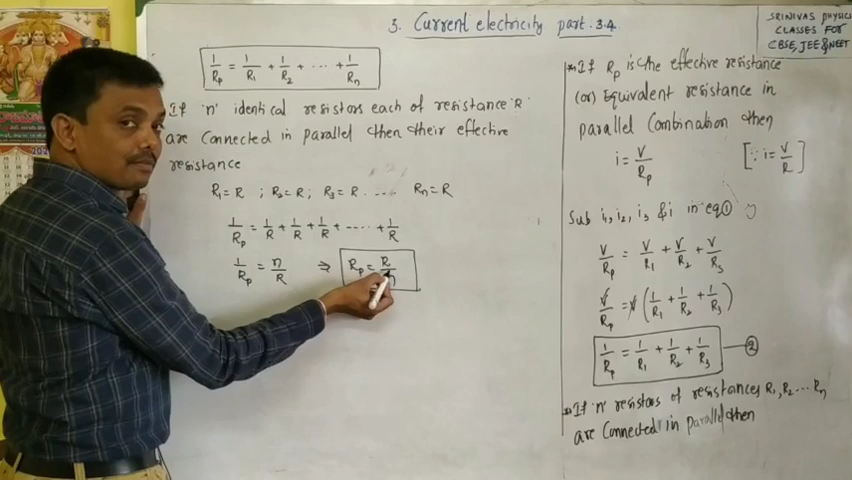 3. Current electricity part-3.4
SRINIVAS PHYSICS
CLASSES FOR
CBSE, JEE & NEET
1/Rp = 1/R1 + 1/R2 + ... + 1/Rn
If 'n' identical resistors each of resistance 'R'
are Connected in parallel then their effective
resistance
R1 = R ; R2 = R ; R3 = R .... Rn = R
1/Rp = 1/R + 1/R + 1/R + ---- + 1/R
1/Rp = n/R ⇒ Rp = R/n
* If Rp is the effective resistance
(or) Equivalent resistance in
parallel Combination then
i = V/Rp [∵ i = V/R]
Sub i1, i2, i3 & i in eq ①
V/Rp = V/R1 + V/R2 + V/R3
V/Rp = V (1/R1 + 1/R2 + 1/R3)
1/Rp = 1/R1 + 1/R2 + 1/R3 — ②
* If 'n' resistors of resistances R1, R2 ... Rn
are Connected in parallel then